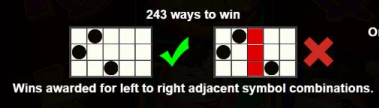 243 ways to win
O
Wins awarded for left to right adjacent symbol combinations.